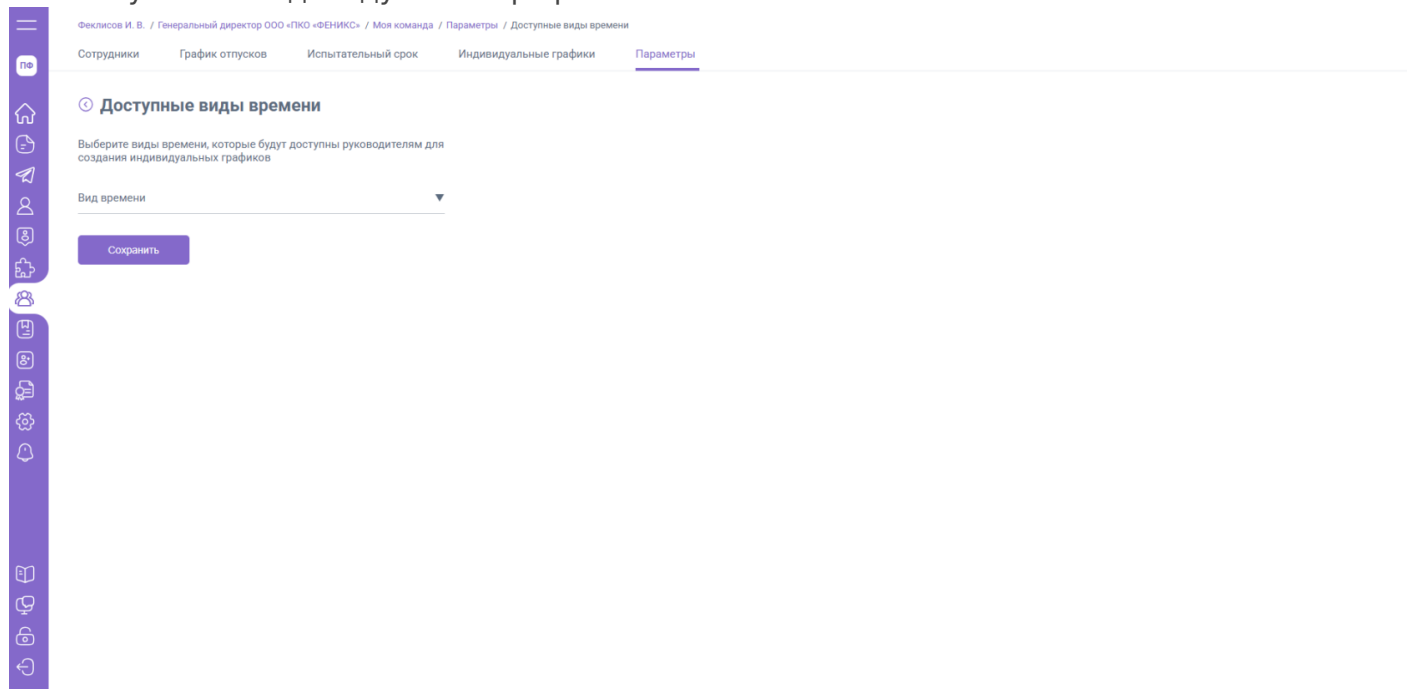 Феклисов И. В. / Генеральный директор ООО «ПКО «ФЕНИКС» / Моя команда / Параметры / Доступные виды времени
Сотрудники График отпусков Испытательный срок Индивидуальные графики Параметры
ПФ
Доступные виды времени
Выберите виды времени, которые будут доступны руководителям для
создания индивидуальных графиков
Вид времени
Сохранить